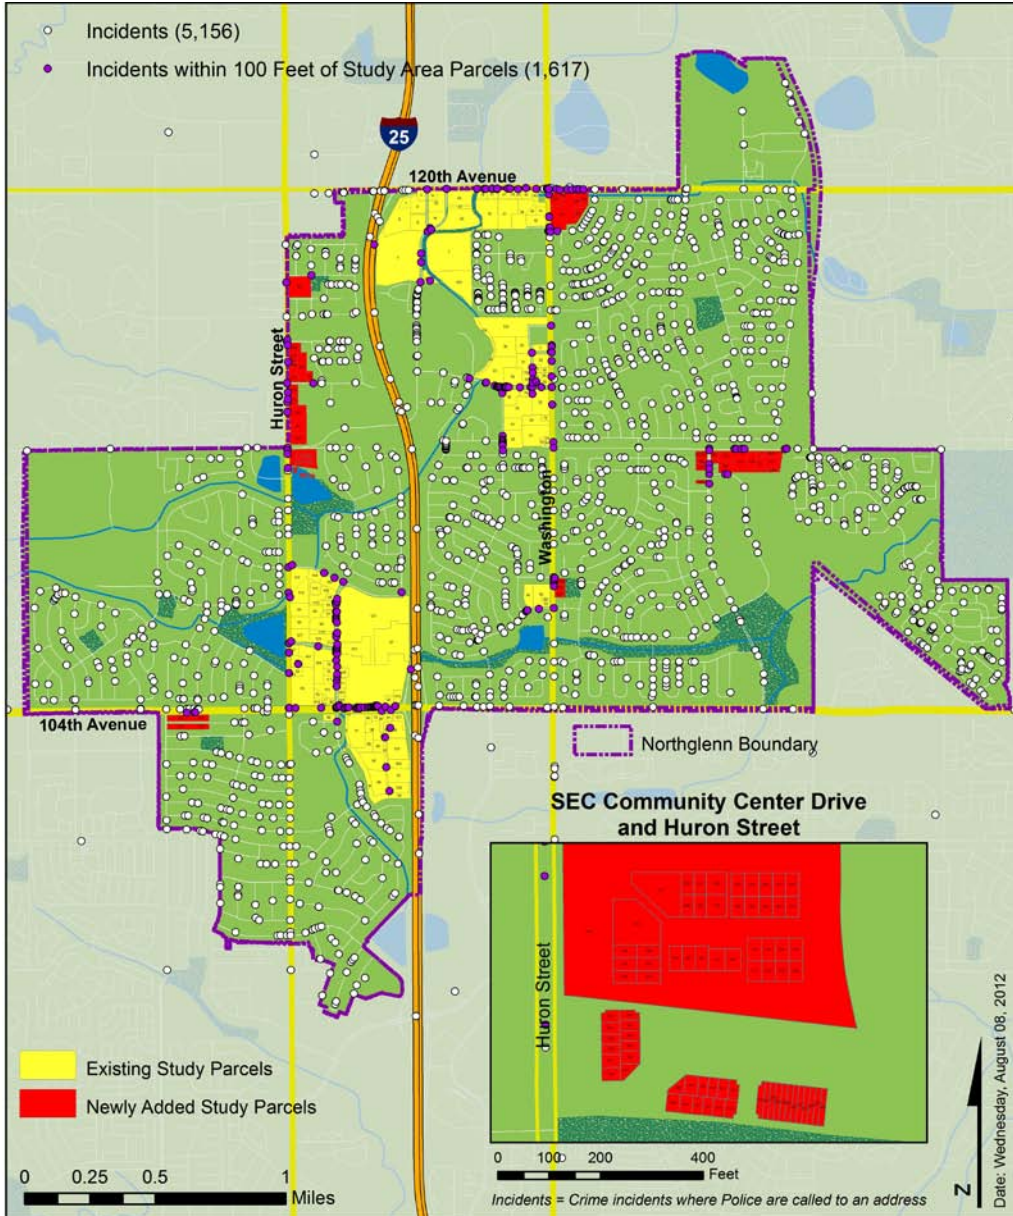 Incidents (5,156)
Incidents within 100 Feet of Study Area Parcels (1,617)
25
120th Avenue
Huron Street
Washington
104th Avenue
Northglenn Boundary
SEC Community Center Drive
and Huron Street
Huron Street
Existing Study Parcels
Newly Added Study Parcels
0 0.25 0.5 1
Miles
0 100 200 400
Feet
Incidents = Crime incidents where Police are called to an address
N
Date: Wednesday, August 08, 2012